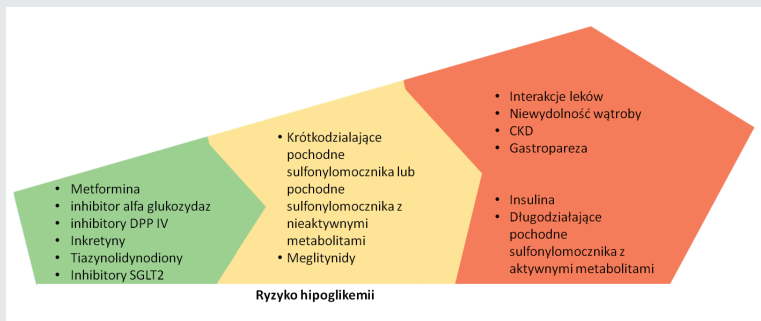 Metformina
inhibitor alfa glukozydaz
inhibitory DPP IV
Inkretyny
Tiazynolidynodiony
Inhibitory SGLT2
Krótkodzialające
pochodne
sulfonylomocznika lub
pochodne
sulfonylomocznika z
nieaktywnymi
metabolitami
Meglitynidy
Interakcje leków
Niewydolność wątroby
CKD
Gastropareza
Insulina
Długodziałające
pochodne
sulfonylomocznika z
aktywnymi metabolitami
Ryzyko hipoglikemii